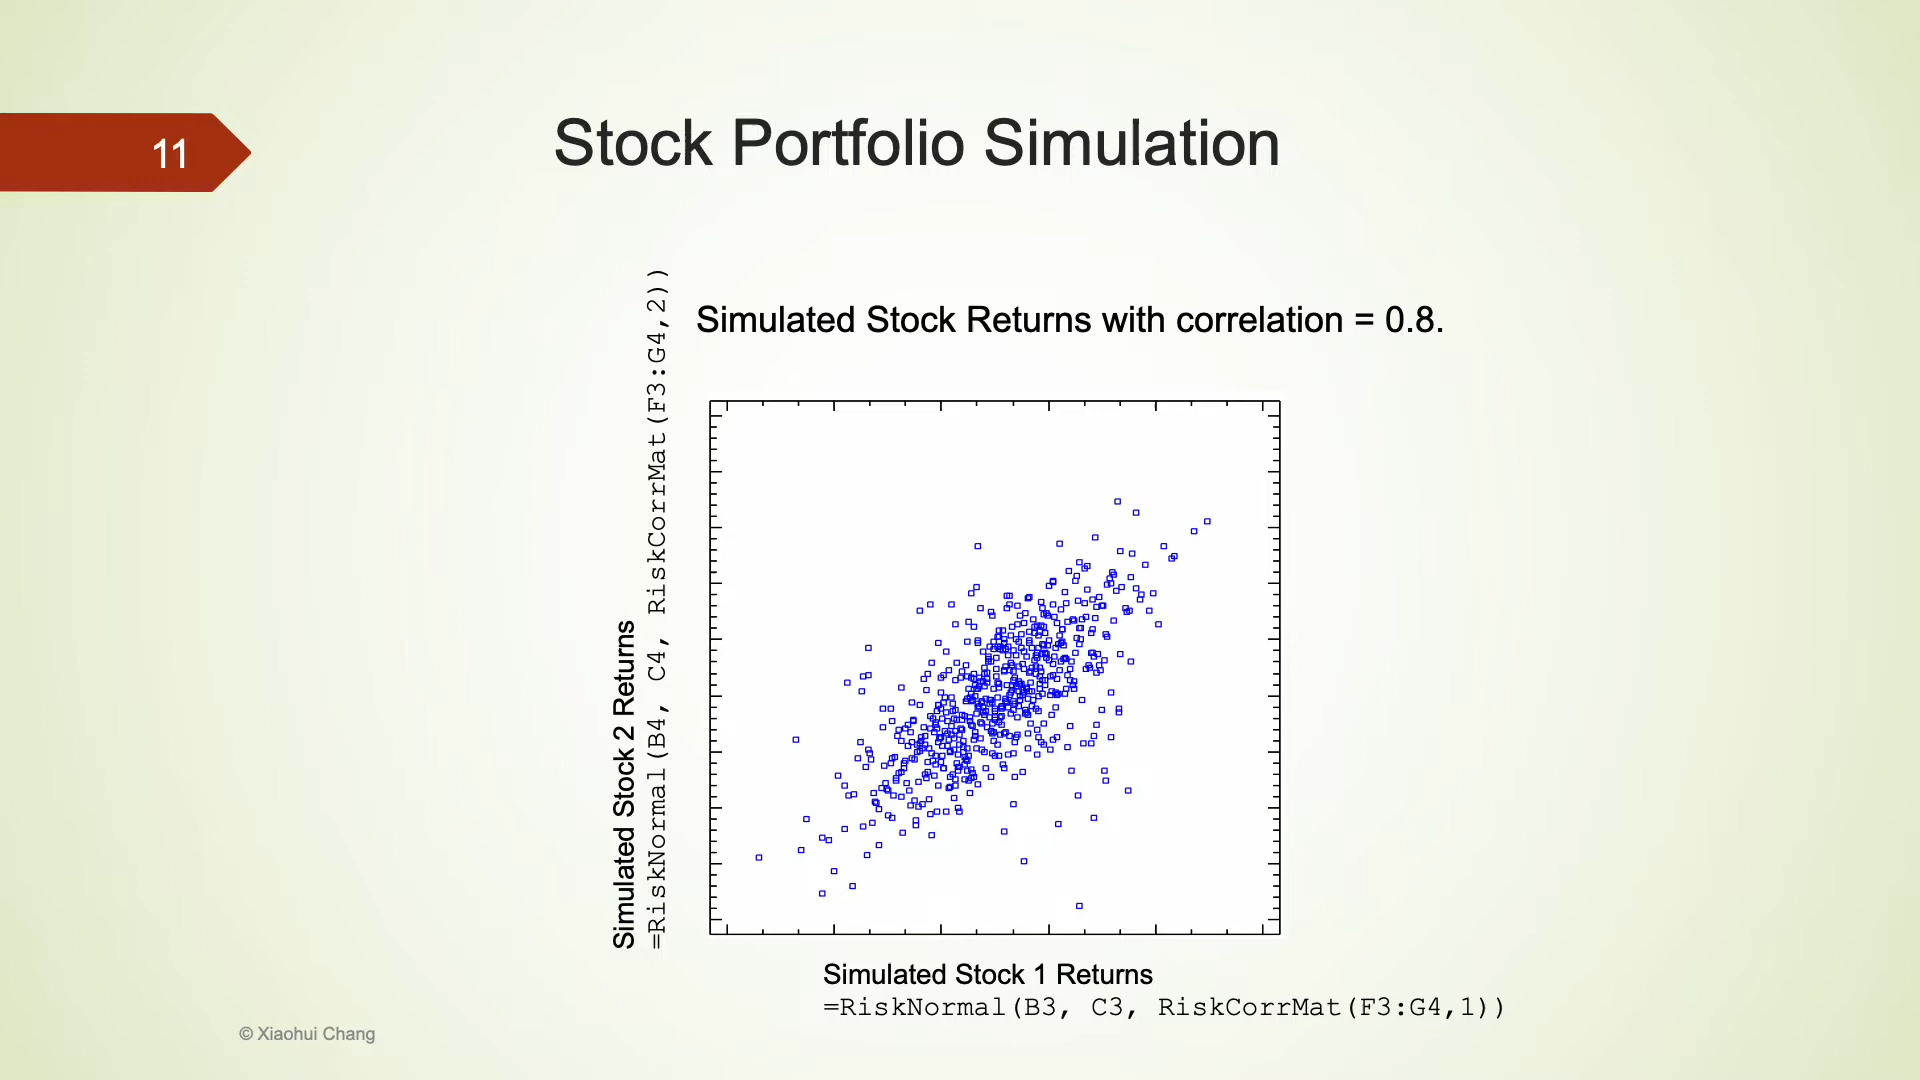 11
Stock Portfolio Simulation
Simulated Stock Returns with correlation = 0.8.
Simulated Stock 2 Returns
=RiskNormal(B4, C4, RiskCorrMat(F3:G4,2))
Simulated Stock 1 Returns
=RiskNormal(B3, C3, RiskCorrMat(F3:G4,1))
© Xiaohui Chang